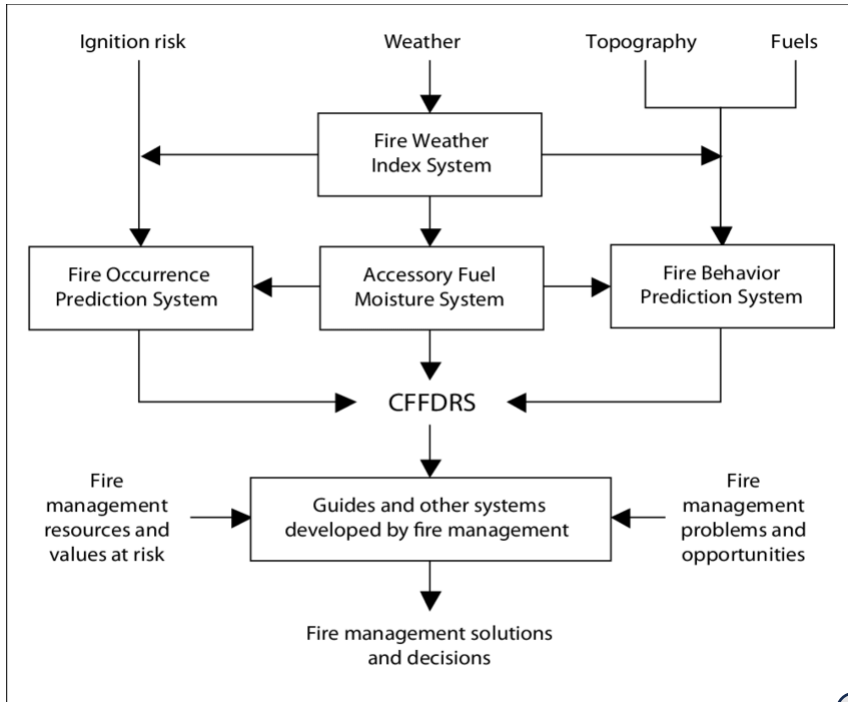 Ignition risk
Weather
Topography
Fuels
Fire Weather
Index System
Fire Occurrence
Prediction System
Accessory Fuel
Moisture System
Fire Behavior
Prediction System
CFFDRS
Fire
management
resources and
values at risk
Guides and other systems
developed by fire management
Fire
management
problems and
opportunities
Fire management solutions
and decisions